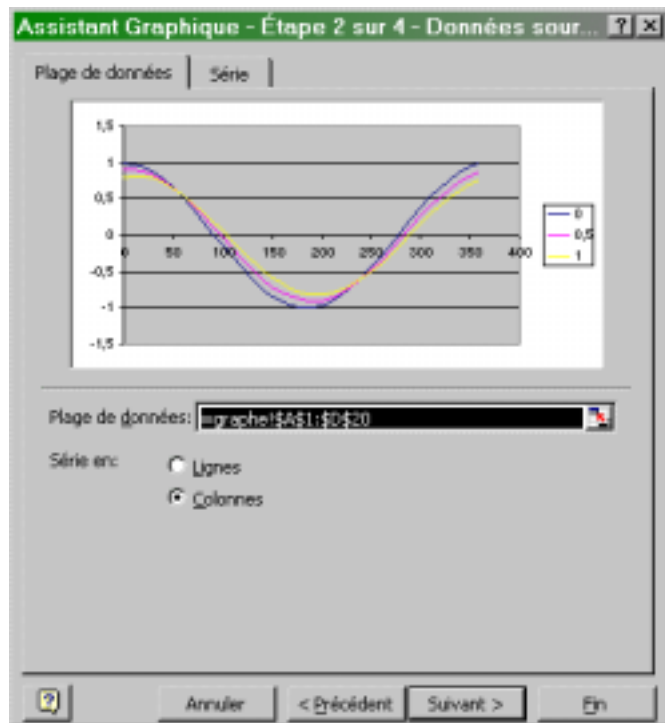 Assistant Graphique - Étape 2 sur 4 - Données sour... ? ×
Plage de données Série
1,5
1
0,5
0
-0,5
-1
-1,5
0 50 100 150 200 250 300 350 400
0
0,5
1
Plage de données: =graphe!$A$1:$D$20
Série en: Lignes
Colonnes
? Annuler < Précédent Suivant > Fin